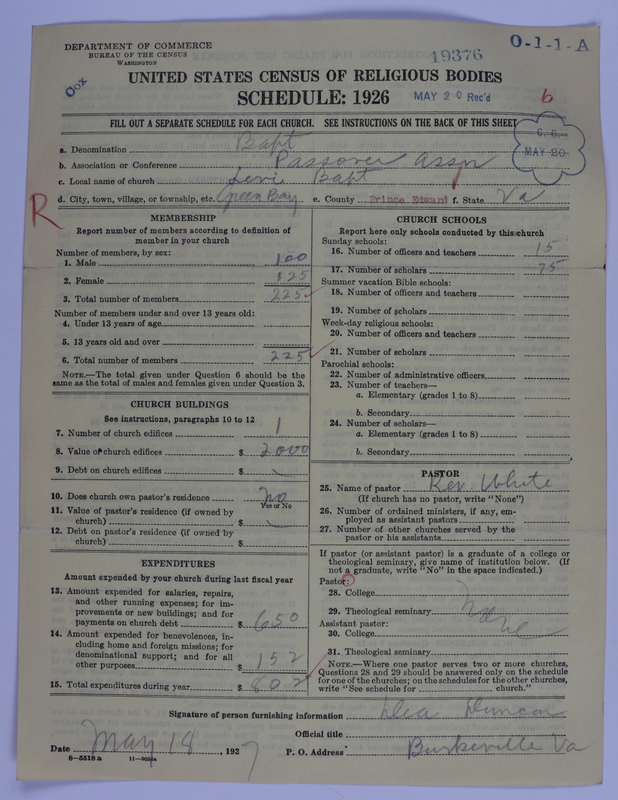 DEPARTMENT OF COMMERCE
BUREAU OF THE CENSUS
WASHINGTON
19376
O-1-1-A
UNITED STATES CENSUS OF RELIGIOUS BODIES
SCHEDULE: 1926
MAY 20 Rec'd
b
FILL OUT A SEPARATE SCHEDULE FOR EACH CHURCH. SEE INSTRUCTIONS ON THE BACK OF THIS SHEET
MAY 20
a. Denomination Bapt
b. Association or Conference Passover Assn
c. Local name of church Levi Bapt
d. City, town, village, or township, etc. Green Bay e. County Prince Edward f. State Va
R
MEMBERSHIP
Report number of members according to definition of
member in your church
Number of members, by sex:
1. Male 100
2. Female 125
3. Total number of members 225
Number of members under and over 13 years old:
4. Under 13 years of age
5. 13 years old and over
6. Total number of members 225
NOTE.—The total given under Question 6 should be the
same as the total of males and females given under Question 3.
CHURCH BUILDINGS
See instructions, paragraphs 10 to 12
7. Number of church edifices 1
8. Value of church edifices $ 2000
9. Debt on church edifices $
10. Does church own pastor's residence no
Yes or No
11. Value of pastor's residence (if owned by
church) $
12. Debt on pastor's residence (if owned by
church) $
EXPENDITURES
Amount expended by your church during last fiscal year
13. Amount expended for salaries, repairs,
and other running expenses; for im-
provements or new buildings; and for
payments on church debt $ 650
14. Amount expended for benevolences, in-
cluding home and foreign missions; for
denominational support; and for all
other purposes $ 152
15. Total expenditures during year $ 802
CHURCH SCHOOLS
Report here only schools conducted by this church
Sunday schools:
16. Number of officers and teachers 15
17. Number of scholars 75
Summer vacation Bible schools:
18. Number of officers and teachers
19. Number of scholars
Week-day religious schools:
20. Number of officers and teachers
21. Number of scholars
Parochial schools:
22. Number of administrative officers
23. Number of teachers—
a. Elementary (grades 1 to 8)
b. Secondary
24. Number of scholars—
a. Elementary (grades 1 to 8)
b. Secondary
PASTOR
25. Name of pastor Rev. White
(If church has no pastor, write "None")
26. Number of ordained ministers, if any, em-
ployed as assistant pastors
27. Number of other churches served by the
pastor or his assistants
If pastor (or assistant pastor) is a graduate of a college or
theological seminary, give name of institution below. (If
not a graduate, write "No" in the space indicated.)
Pastor:
28. College
29. Theological seminary
Assistant pastor:
30. College
31. Theological seminary
NOTE.—Where one pastor serves two or more churches,
Questions 28 and 29 should be answered only on the schedule
for one of the churches; on the schedules for the other churches,
write "See schedule for church."
Signature of person furnishing information Duncan
Official title
Date May 18, 1927 P. O. Address Burkeville Va
8-5518 a